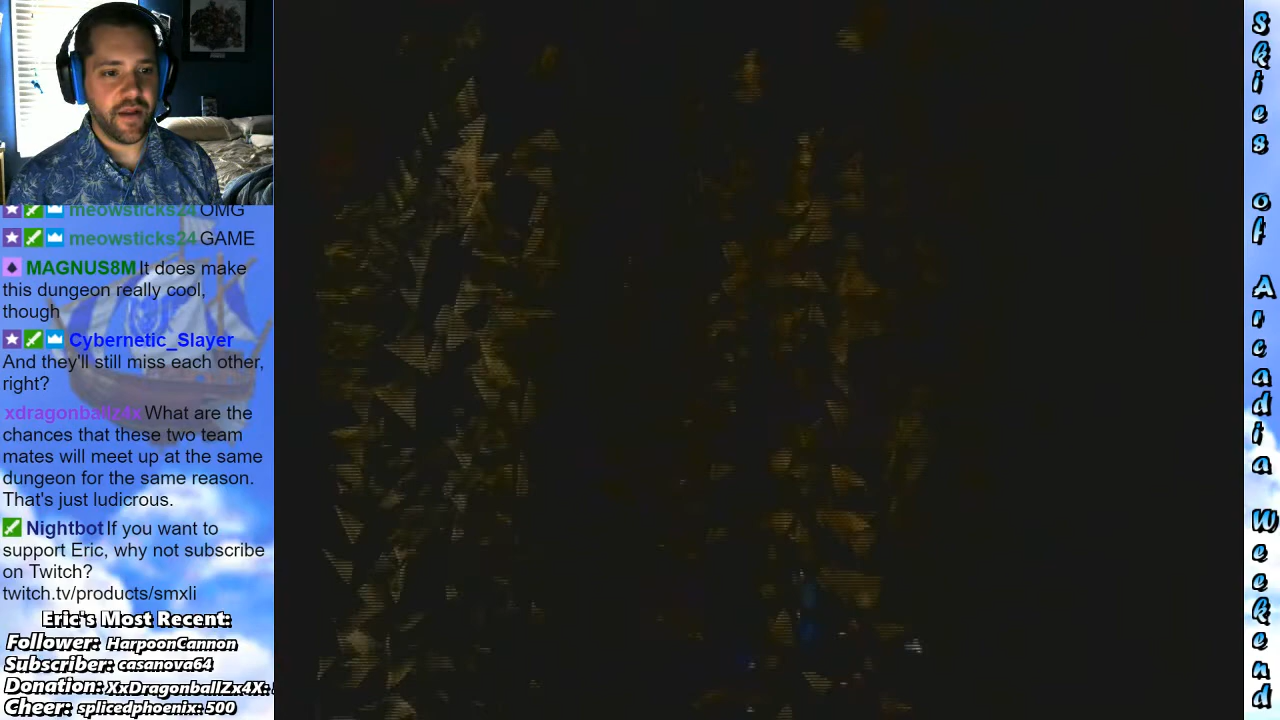 meowsticks24 OMG
meowsticks24 GAME
MAGNUS8M It does make
this dungeon really cool,
though
Cybernetic_Slayer
And they'll still miss each other,
right?
xdragonballzx4x What are the
chances that these two team
mates will meet up at the same
dungeon for the same reason.
That's just ludicrous.
Nightbot If you want to
support Eric, why not subscribe
on Twitch?
twitch.tv/products/snxli
Eric's Most Recent:
Follower: HarpoonCannon
Subscriber: casanova64
Donation: XxDragonballZx4X:
Cheer: splicedphoenix: 500
Skies of Arcadia Weekend